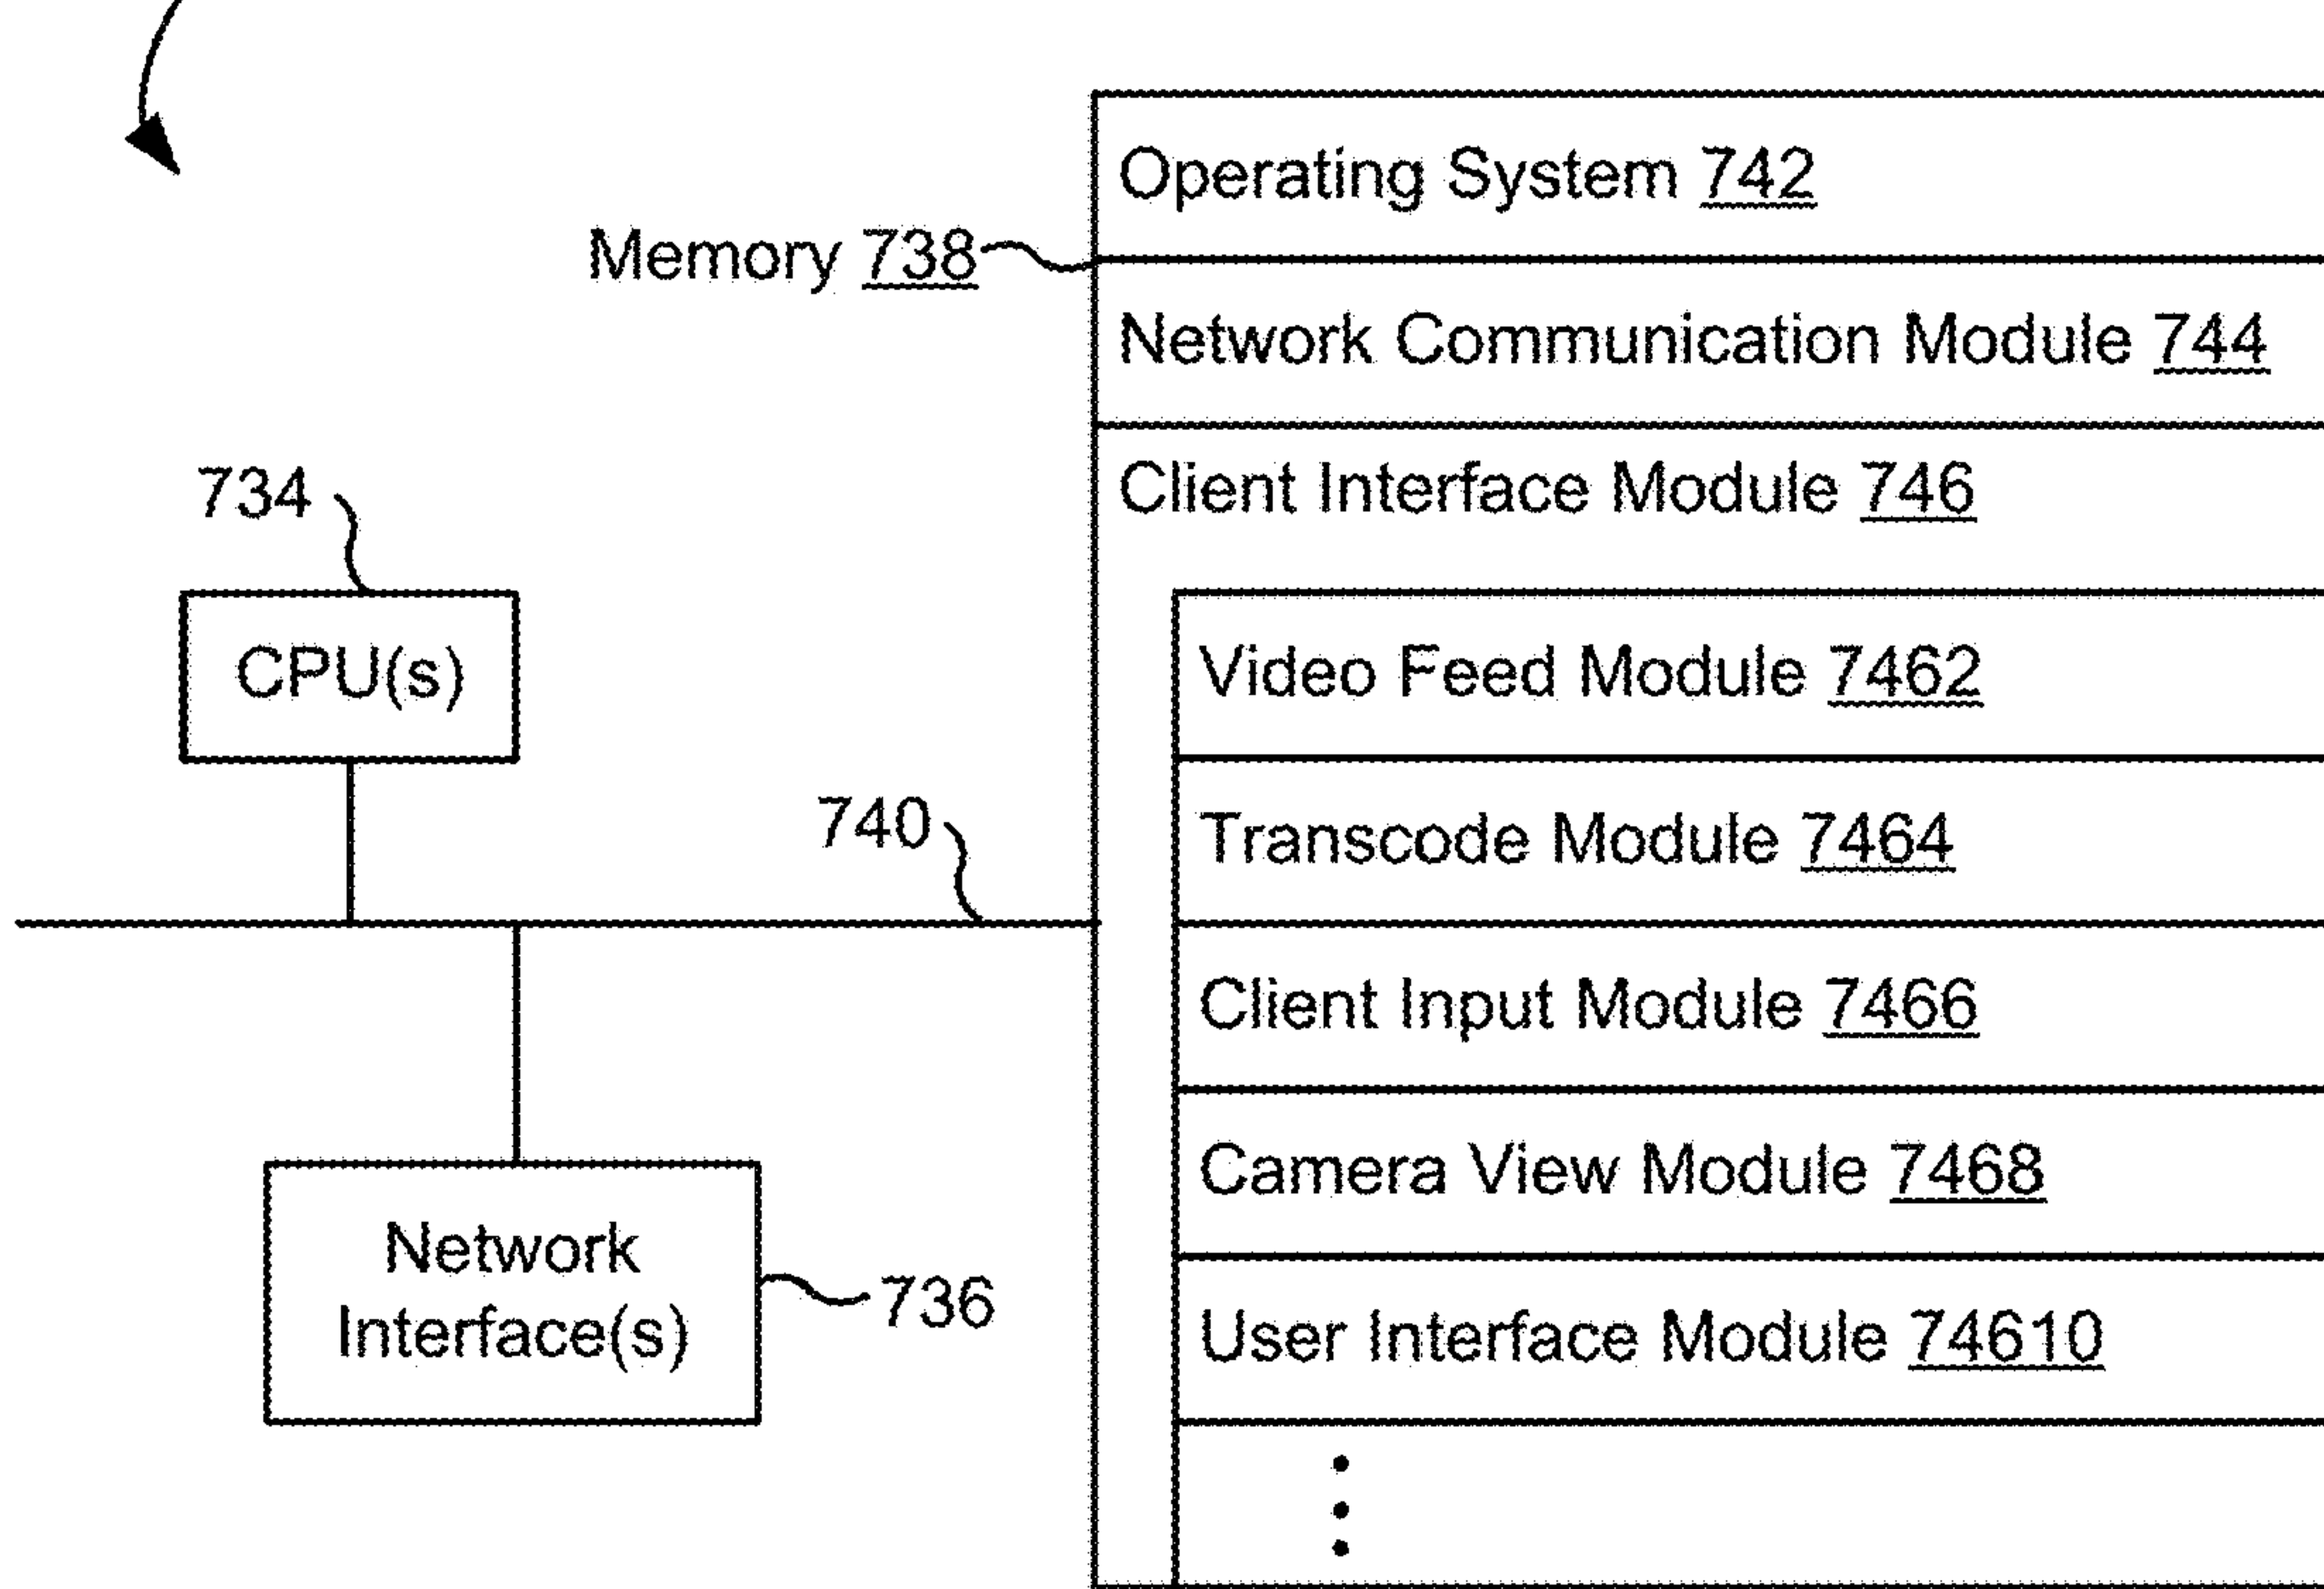 Operating System 742
Memory 738
Network Communication Module 744
Client Interface Module 746
734
CPU(s)
Video Feed Module 7462
740
Transcode Module 7464
Client Input Module 7466
Camera View Module 7468
Network
Interface(s)
736
User Interface Module 74610